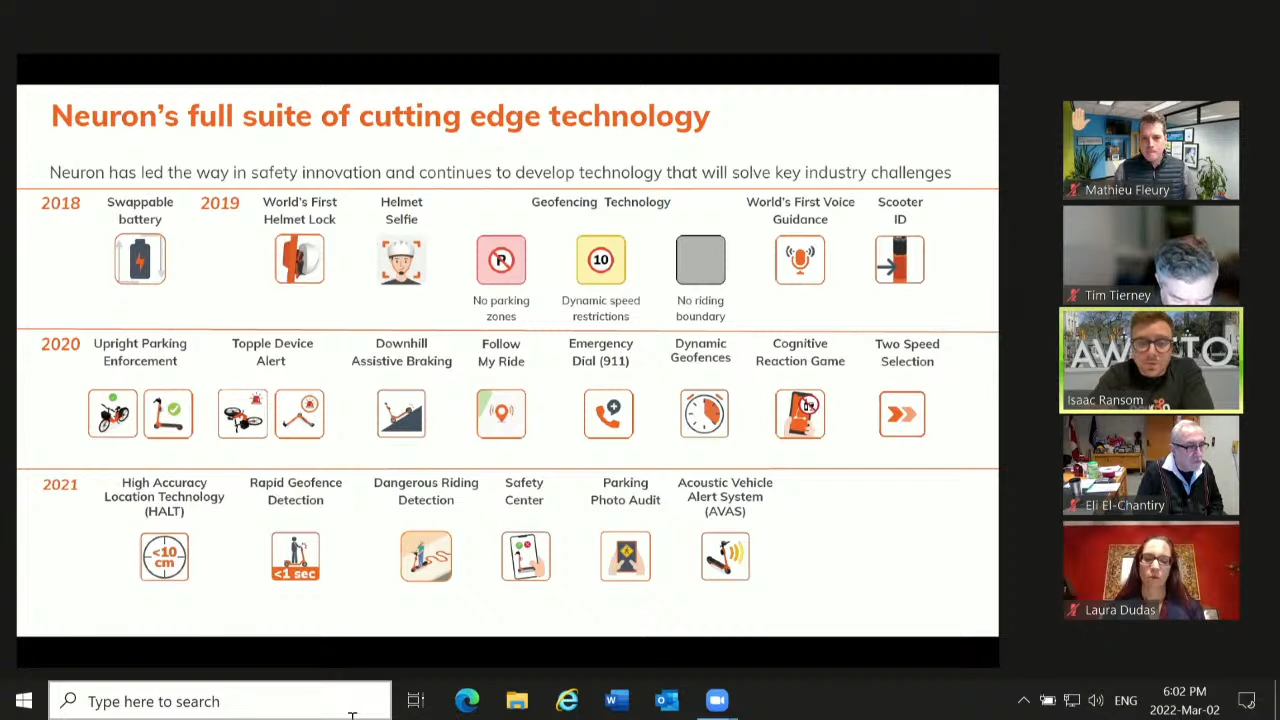 Neuron's full suite of cutting edge technology
Neuron has led the way in safety innovation and continues to develop technology that will solve key industry challenges
2018
Swappable
battery
2019
World's First
Helmet Lock
Helmet
Selfie
Geofencing Technology
World's First Voice
Guidance
Scooter
ID
P
10
No parking
zones
Dynamic speed
restrictions
No riding
boundary
2020
Upright Parking
Enforcement
Topple Device
Alert
Downhill
Assistive Braking
Follow
My Ride
Emergency
Dial (911)
Dynamic
Geofences
Cognitive
Reaction Game
Two Speed
Selection
2021
High Accuracy
Location Technology
(HALT)
Rapid Geofence
Detection
Dangerous Riding
Detection
Safety
Center
Parking
Photo Audit
Acoustic Vehicle
Alert System
(AVAS)
<10
cm
<1 sec
Mathieu Fleury
Tim Tierney
Isaac Ransom
Eli El-Chantiry
Laura Dudas
Type here to search
ENG
6:02 PM
2022-Mar-02